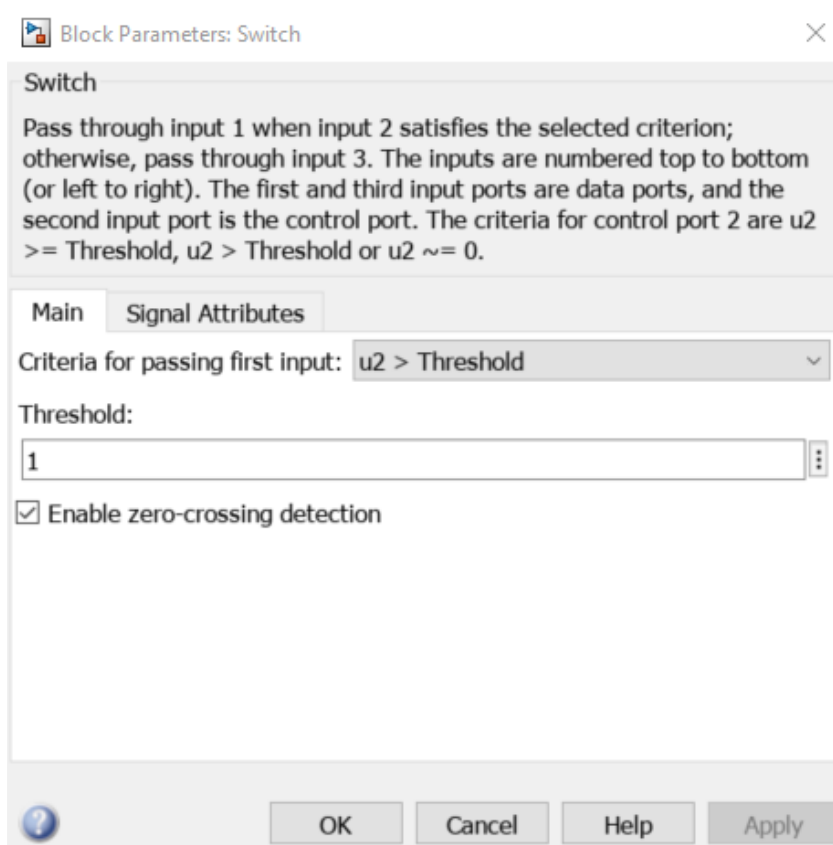 Block Parameters: Switch
Switch
Pass through input 1 when input 2 satisfies the selected criterion;
otherwise, pass through input 3. The inputs are numbered top to bottom
(or left to right). The first and third input ports are data ports, and the
second input port is the control port. The criteria for control port 2 are u2
>= Threshold, u2 > Threshold or u2 ~= 0.
Main Signal Attributes
Criteria for passing first input: u2 > Threshold
Threshold:
1
Enable zero-crossing detection
? OK Cancel Help Apply